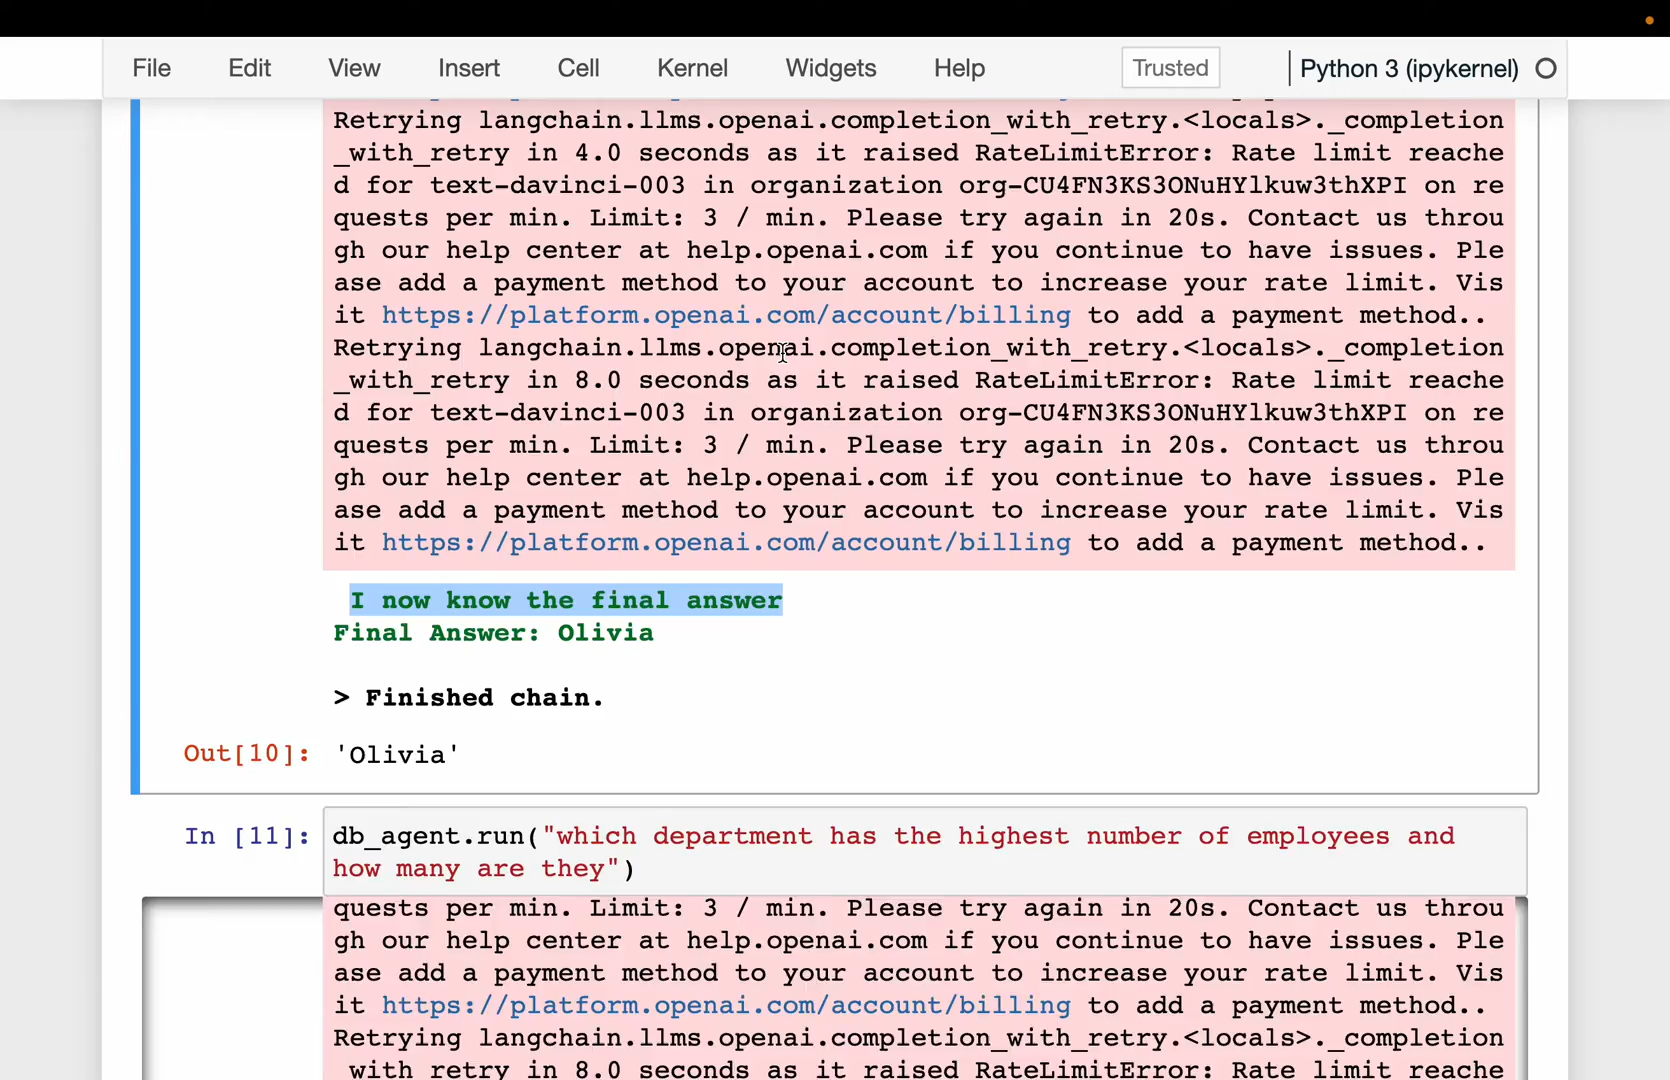 File Edit View Insert Cell Kernel Widgets Help Trusted Python 3 (ipykernel)
Retrying langchain.llms.openai.completion_with_retry.<locals>._completion
_with_retry in 4.0 seconds as it raised RateLimitError: Rate limit reache
d for text-davinci-003 in organization org-CU4FN3KS3ONuHYlkuw3thXPI on re
quests per min. Limit: 3 / min. Please try again in 20s. Contact us throu
gh our help center at help.openai.com if you continue to have issues. Ple
ase add a payment method to your account to increase your rate limit. Vis
it https://platform.openai.com/account/billing to add a payment method..
Retrying langchain.llms.openai.completion_with_retry.<locals>._completion
_with_retry in 8.0 seconds as it raised RateLimitError: Rate limit reache
d for text-davinci-003 in organization org-CU4FN3KS3ONuHYlkuw3thXPI on re
quests per min. Limit: 3 / min. Please try again in 20s. Contact us throu
gh our help center at help.openai.com if you continue to have issues. Ple
ase add a payment method to your account to increase your rate limit. Vis
it https://platform.openai.com/account/billing to add a payment method..
I now know the final answer
Final Answer: Olivia
> Finished chain.
Out[10]: 'Olivia'
In [11]: db_agent.run("which department has the highest number of employees and
how many are they")
quests per min. Limit: 3 / min. Please try again in 20s. Contact us throu
gh our help center at help.openai.com if you continue to have issues. Ple
ase add a payment method to your account to increase your rate limit. Vis
it https://platform.openai.com/account/billing to add a payment method..
Retrying langchain.llms.openai.completion_with_retry.<locals>._completion
_with_retry in 8.0 seconds as it raised RateLimitError: Rate limit reache